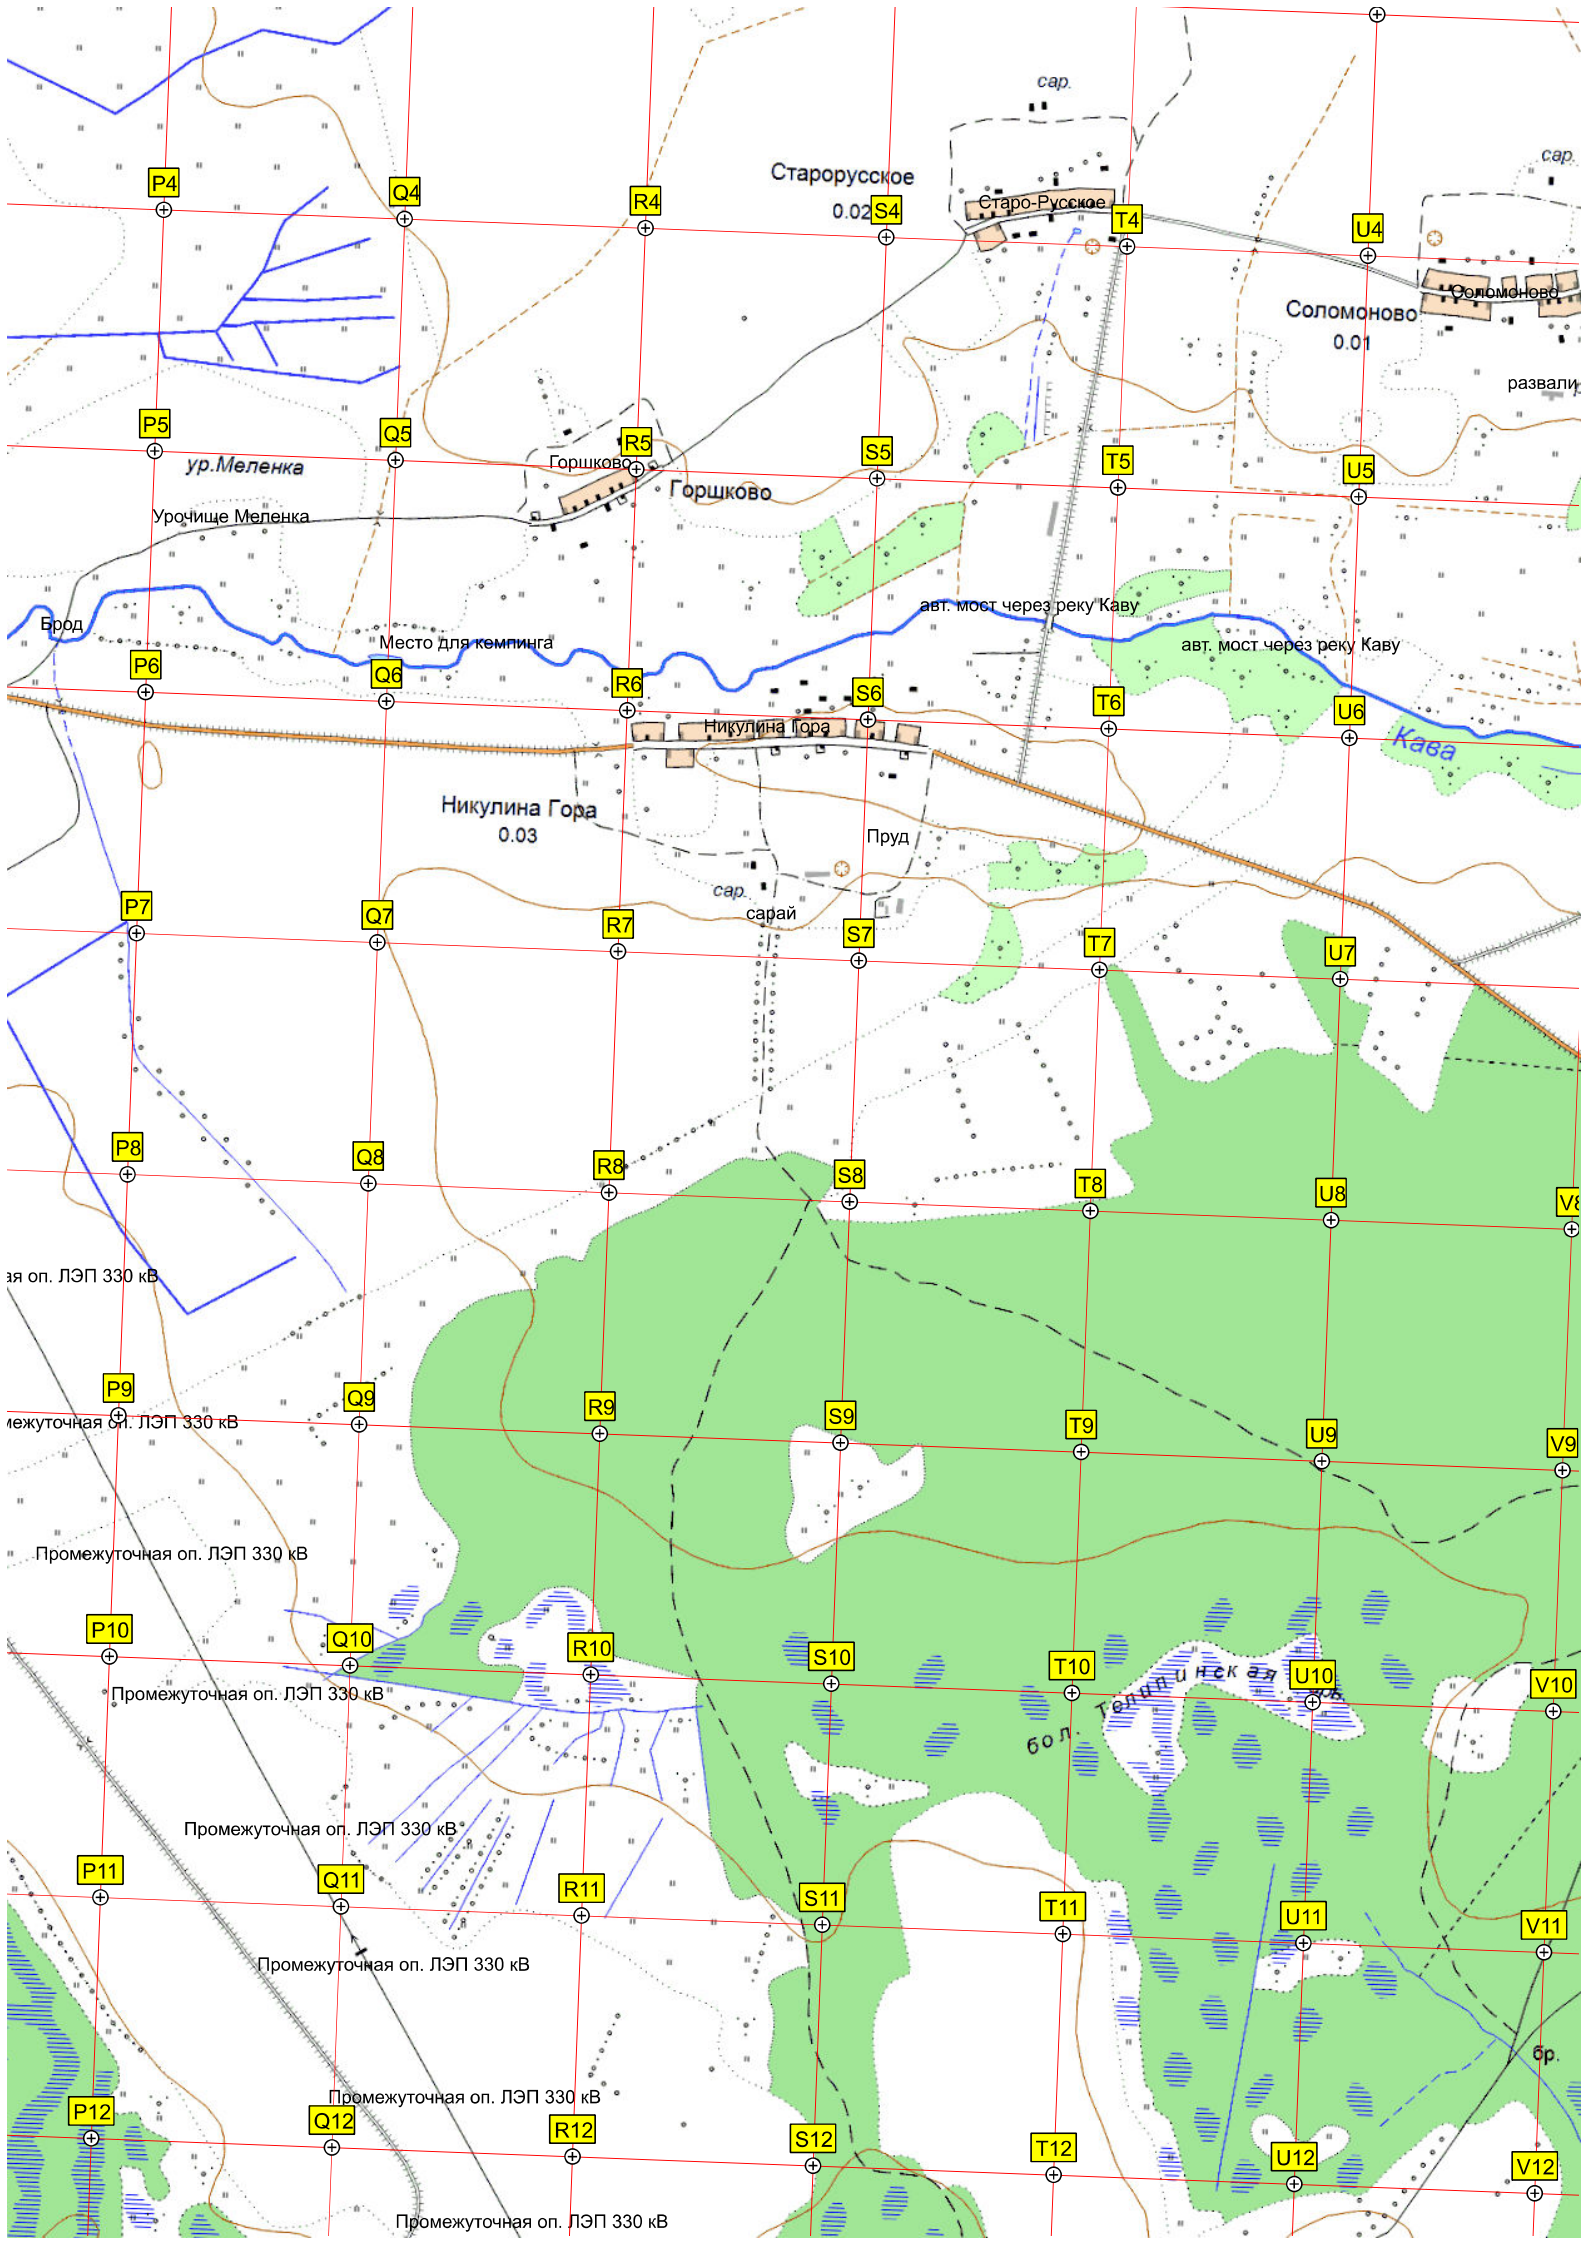 сар.
сар.
P4
Q4
R4
Старорусское
0.02
S4
Старо-Русское
T4
U4
Соломоново
Соломоново
0.01
развали
P5
Q5
R5
S5
T5
U5
ур.Меленка
Горшково
Горшково
Урочище Меленка
Брод
авт. мост через реку Каву
Место для кемпинга
авт. мост через реку Каву
P6
Q6
R6
S6
T6
U6
Никулина Гора
Кава
Никулина Гора
0.03
Пруд
сар.
сарай
P7
Q7
R7
S7
T7
U7
P8
Q8
R8
S8
T8
U8
V8
ая оп. ЛЭП 330 кВ
P9
Q9
R9
S9
T9
U9
V9
межуточная оп. ЛЭП 330 кВ
Промежуточная оп. ЛЭП 330 кВ
P10
Q10
R10
S10
T10
U10
V10
Промежуточная оп. ЛЭП 330 кВ
бол.
Промежуточная оп. ЛЭП 330 кВ
P11
Q11
R11
S11
T11
U11
V11
Промежуточная оп. ЛЭП 330 кВ
бр.
Промежуточная оп. ЛЭП 330 кВ
P12
Q12
R12
S12
T12
U12
V12
Промежуточная оп. ЛЭП 330 кВ